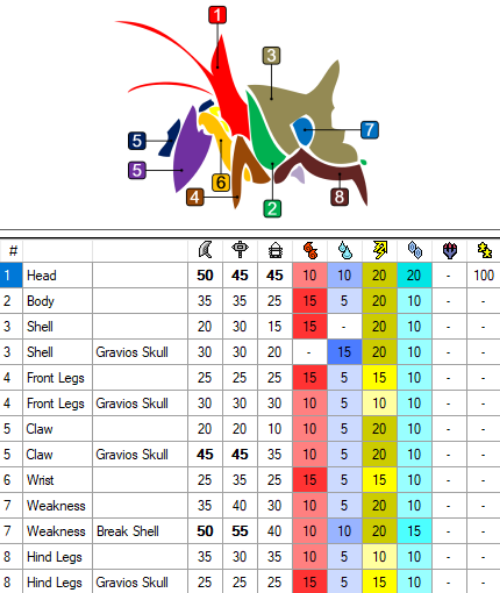 1
3
7
5
5
6
4
2
8
#
1 Head 50 45 45 10 10 20 20 - 100
2 Body 35 35 25 15 5 20 10 - -
3 Shell 20 30 15 15 - 20 10 - -
3 Shell Gravios Skull 30 30 20 - 15 20 10 - -
4 Front Legs 25 25 25 15 5 15 10 - -
4 Front Legs Gravios Skull 30 30 30 10 5 10 10 - -
5 Claw 20 20 10 10 5 20 10 - -
5 Claw Gravios Skull 45 45 35 10 5 20 10 - -
6 Wrist 25 35 25 15 5 15 10 - -
7 Weakness 35 40 30 10 5 20 10 - -
7 Weakness Break Shell 50 55 40 10 10 20 15 - -
8 Hind Legs 35 30 35 10 5 10 10 - -
8 Hind Legs Gravios Skull 25 25 25 15 5 15 10 - -